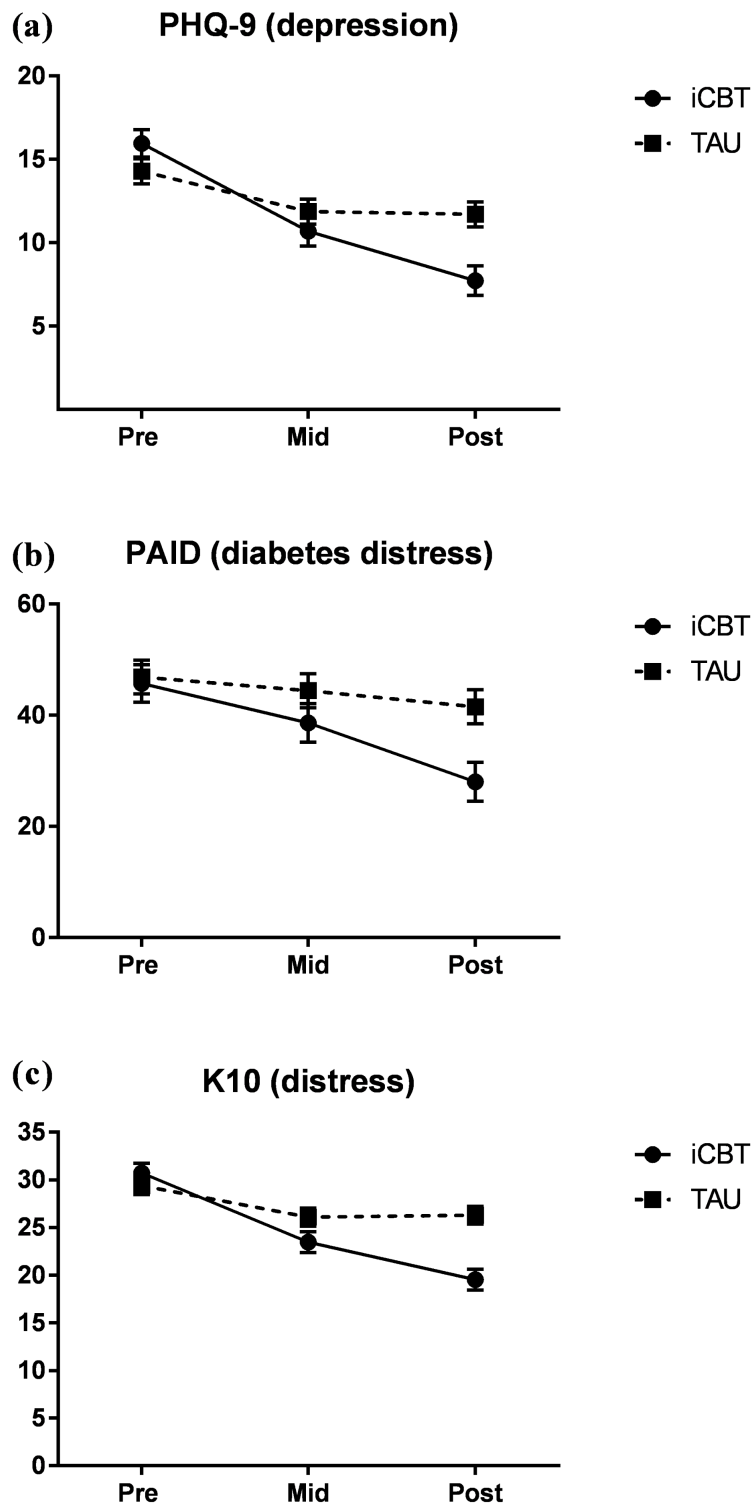 (a) PHQ-9 (depression)
20
15
10
5
Pre Mid Post
iCBT
TAU
(b) PAID (diabetes distress)
60
40
20
0
Pre Mid Post
iCBT
TAU
(c) K10 (distress)
35
30
25
20
15
10
5
0
Pre Mid Post
iCBT
TAU